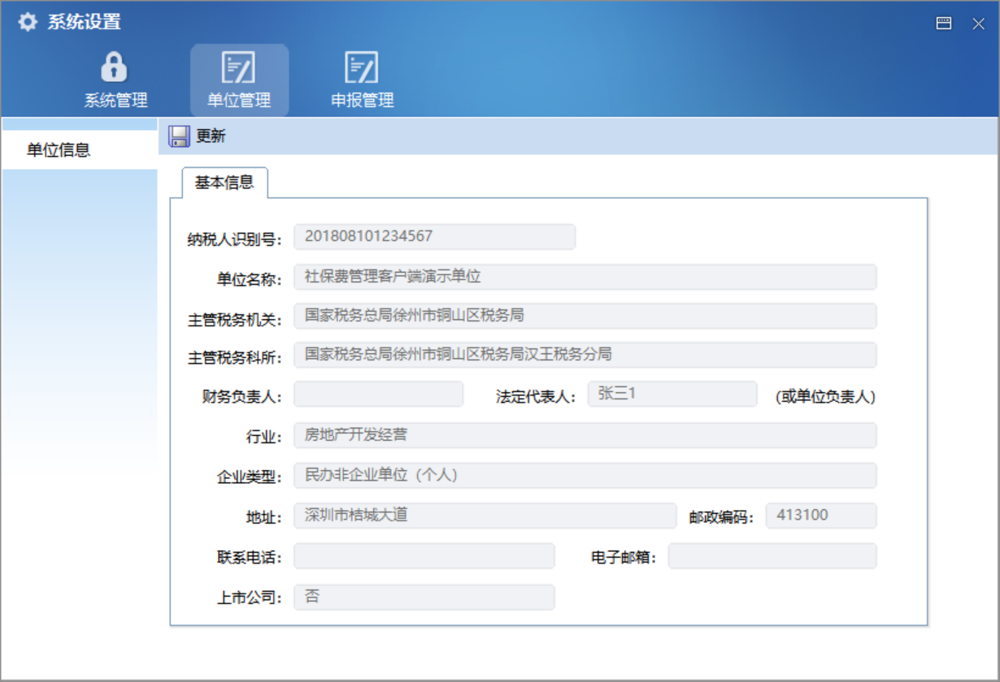 系统设置
系统管理 单位管理 申报管理
单位信息
更新
基本信息
纳税人识别号： 201808101234567
单位名称： 社保费管理客户端演示单位
主管税务机关： 国家税务总局徐州市铜山区税务局
主管税务科所： 国家税务总局徐州市铜山区税务局汉王税务分局
财务负责人： 法定代表人： 张三1 (或单位负责人)
行业： 房地产开发经营
企业类型： 民办非企业单位（个人）
地址： 深圳市桔城大道 邮政编码： 413100
联系电话： 电子邮箱：
上市公司： 否